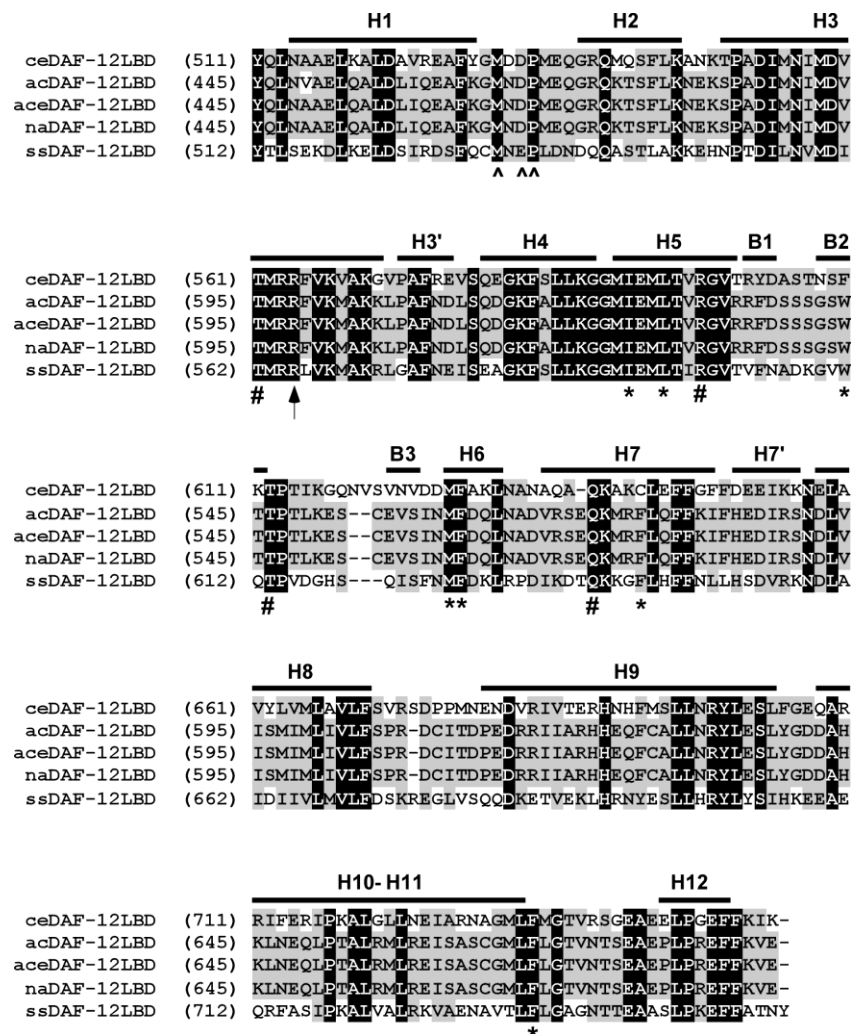 H1 H2 H3
ceDAF-12LBD (511) YQLNAAELKALDAVREAFYGMDDPMEQGRQMQSFLKANKTPADIMNIMDV
acDAF-12LBD (445) YQLNVAELQALDLIQEAFKGMNDPMEQGRQKTSFLKNEKSPADIMNIMDV
aceDAF-12LBD (445) YQLNAAELQALDLIQEAFKGMNDPMEQGRQKTSFLKNEKSPADIMNIMDV
naDAF-12LBD (445) YQLNAAELQALDLIQEAFKGMNDPMEQGRQKTSFLKNEKSPADIMNIMDV
ssDAF-12LBD (512) YTLSEKDLKELDSIRDSFQCMNEPLDNDQQASTLAKKEHNPTDILNVMDI
^ ^^
H3' H4 H5 B1 B2
ceDAF-12LBD (561) TMRRFVKVAKGVPAFREVSQEGKFSLLKGGMIEMLTVRGVTRYDASTNSF
acDAF-12LBD (595) TMRRFVKMAKKLPAFNDLSQDGKFALLKGGMIEMLTVRGVRRFDSSSGSW
aceDAF-12LBD (595) TMRRFVKMAKKLPAFNDLSQDGKFALLKGGMIEMLTVRGVRRFDSSSGSW
naDAF-12LBD (595) TMRRFVKMAKKLPAFNDLSQDGKFALLKGGMIEMLTVRGVRRFDSSSGSW
ssDAF-12LBD (562) TMRRLVKMAKRLGAFNEISEAGKFSLLKGGMIEMLTIRGVTVFNADKGVW
# * * # *
B3 H6 H7 H7'
ceDAF-12LBD (611) KTPTIKGQNVSVNVDDMFAKLNANAQA-QKAKCLEFFGFFDEEIKKNELA
acDAF-12LBD (545) TTPTLKES---CEVSINMFDQLNADVRSEQKMRFLQFFKIFHEDIRSNDLV
aceDAF-12LBD (545) TTPTLKES---CEVSINMFDQLNADVRSEQKMRFLQFFKIFHEDIRSNDLV
naDAF-12LBD (545) TTPTLKES---CEVSINMFDQLNADVRSEQKMRFLQFFKIFHEDIRSNDLV
ssDAF-12LBD (612) QTPVDGHS---QISFNMFDKLRPDIKDTQKKGFLHFFNLLHSDVRKNDLA
# ** # *
H8 H9
ceDAF-12LBD (661) VYLVMLAVLFSVRSDPPMNENDVRIVTERHNHFMSLLNRYLESLFGEQAR
acDAF-12LBD (595) ISMIMLIVLFSPR-DCITDPEDRRIIARHHEQFCALLNRYLESLYGDDAH
aceDAF-12LBD (595) ISMIMLIVLFSPR-DCITDPEDRRIIARHHEQFCALLNRYLESLYGDDAH
naDAF-12LBD (595) ISMIMLIVLFSPR-DCITDPEDRRIIARHHEQFCALLNRYLESLYGDDAH
ssDAF-12LBD (662) IDIIVLMVLFDSKREGLVSQQDKETVEKLHRNYESLLHRYLYSIHKEEAE
H10- H11 H12
ceDAF-12LBD (711) RIFERIPKALGLLNEIARNAGMLFMGTVRSGEAEELPGEFFKIK-
acDAF-12LBD (645) KLNEQLPTALRMLREISASCGMLFLGTVNTSEAEPLPREFFKVE-
aceDAF-12LBD (645) KLNEQLPTALRMLREISASCGMLFLGTVNTSEAEPLPREFFKVE-
naDAF-12LBD (645) KLNEQLPTALRMLREISASCGMLFLGTVNTSEAEPLPREFFKVE-
ssDAF-12LBD (712) QRFASIPKALVALRKVAENAVTLFLGAGNTTEAASLPKEFFATNY
*